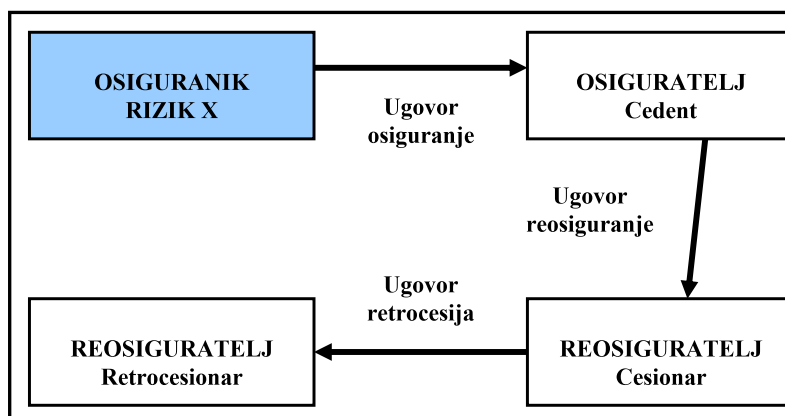 OSIGURANIK
RIZIK X
Ugovor
osiguranje
OSIGURATELJ
Cedent
Ugovor
reosiguranje
REOSIGURATELJ
Cesionar
Ugovor
retrocesija
REOSIGURATELJ
Retrocesionar